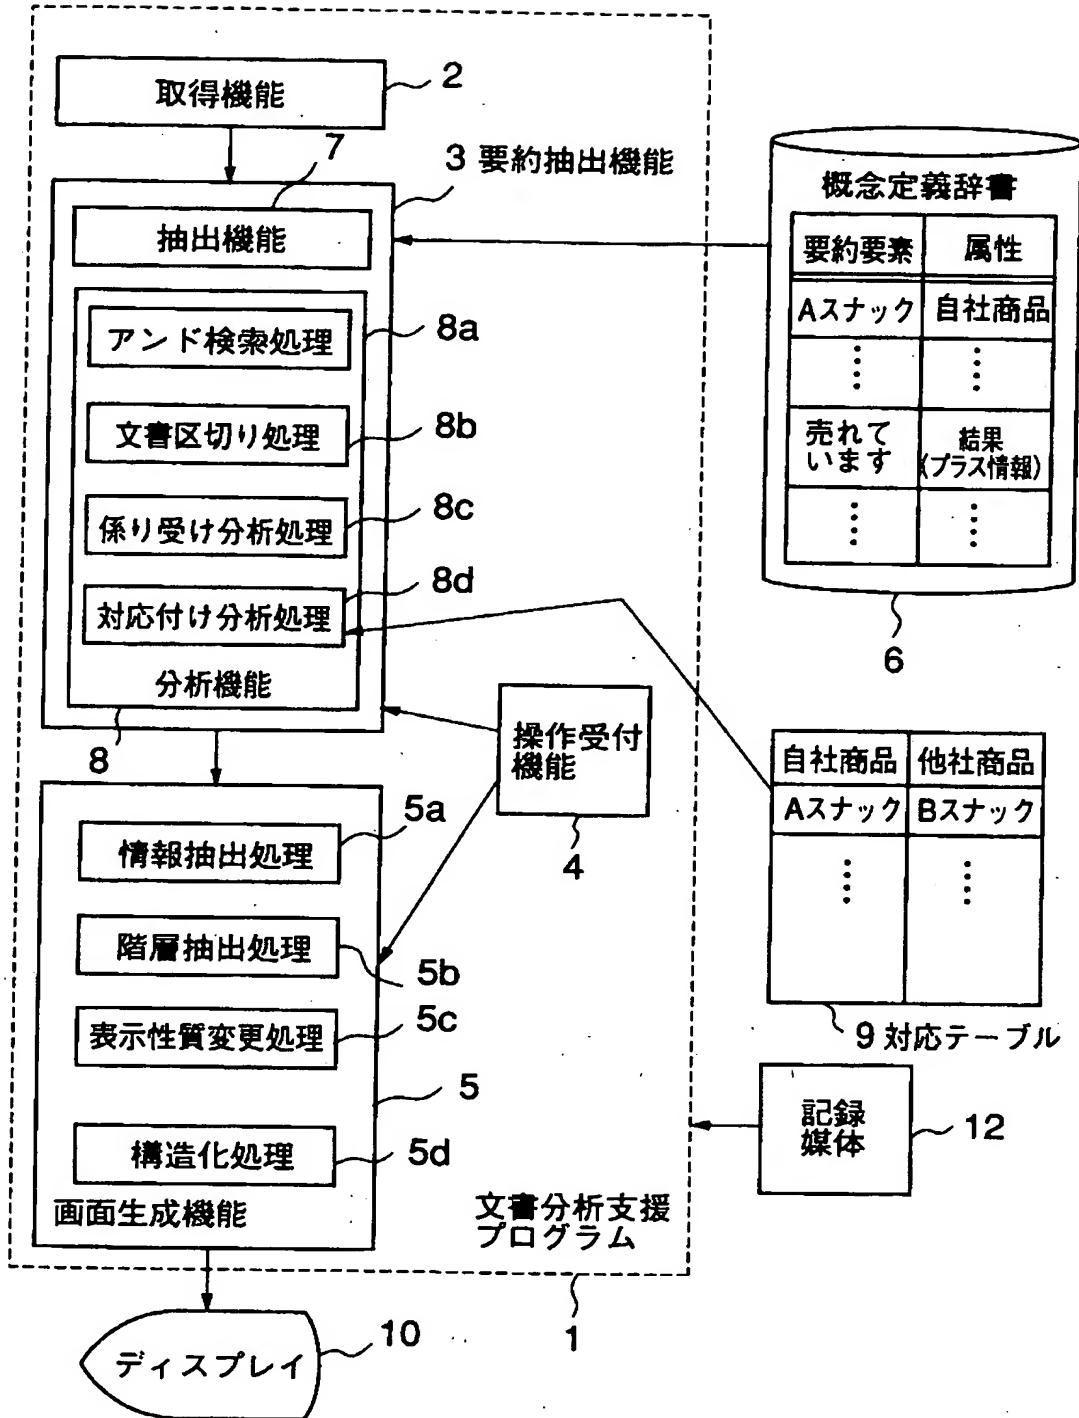 取得機能
2
7
3 要約抽出機能
抽出機能
アンド検索処理
8a
文書区切り処理
8b
係り受け分析処理
8c
対応付け分析処理
8d
分析機能
8
概念定義辞書
要約要素 属性
Aスナック 自社商品
売れて
います
結果
(プラス情報)
6
操作受付
機能
4
自社商品 他社商品
Aスナック Bスナック
9 対応テーブル
情報抽出処理
5a
階層抽出処理
5b
表示性質変更処理
5c
5
構造化処理
5d
画面生成機能
文書分析支援
プログラム
1
記録
媒体
12
ディスプレイ
10